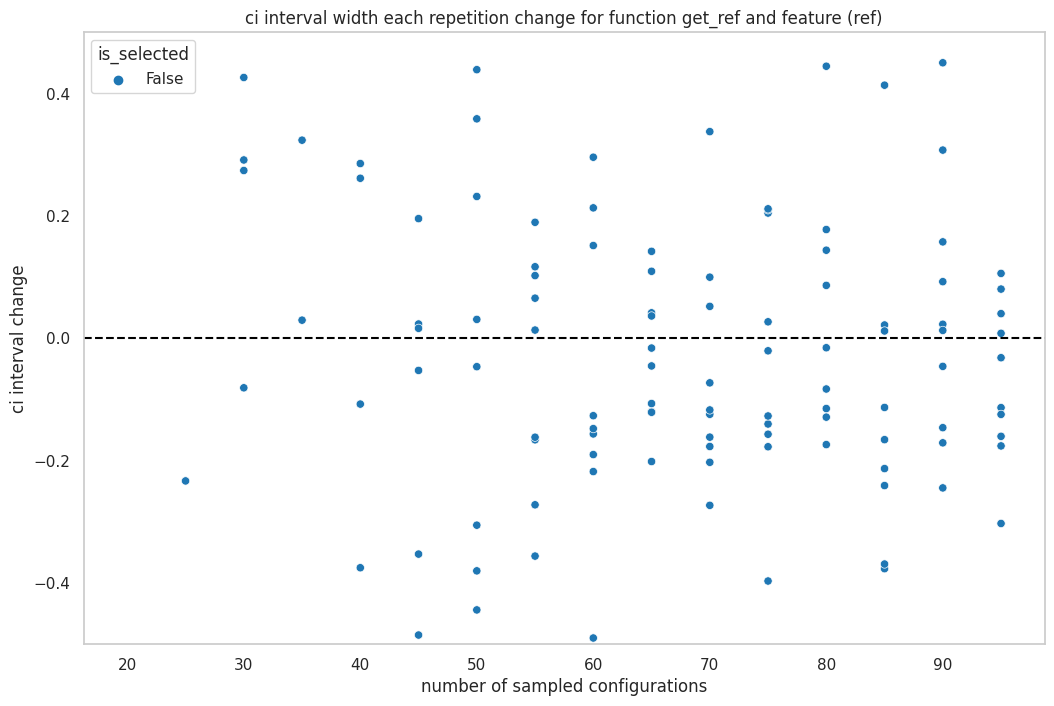 ci interval width each repetition change for function get_ref and feature (ref)
is_selected
False
ci interval change
0.4
0.2
0.0
−0.2
−0.4
20 30 40 50 60 70 80 90
number of sampled configurations